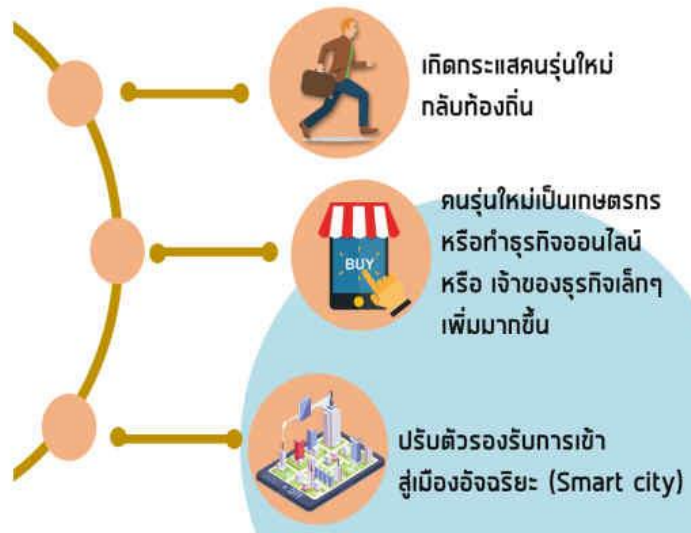 เกิดกระแสคนรุ่นใหม่
กลับท้องถิ่น
คนรุ่นใหม่เป็นเกษตรกร
หรือทำธุรกิจออนไลน์
หรือ เจ้าของธุรกิจเล็กๆ
เพิ่มมากขึ้น
BUY
ปรับตัวรองรับการเข้า
สู่เมืองอัจฉริยะ (Smart city)